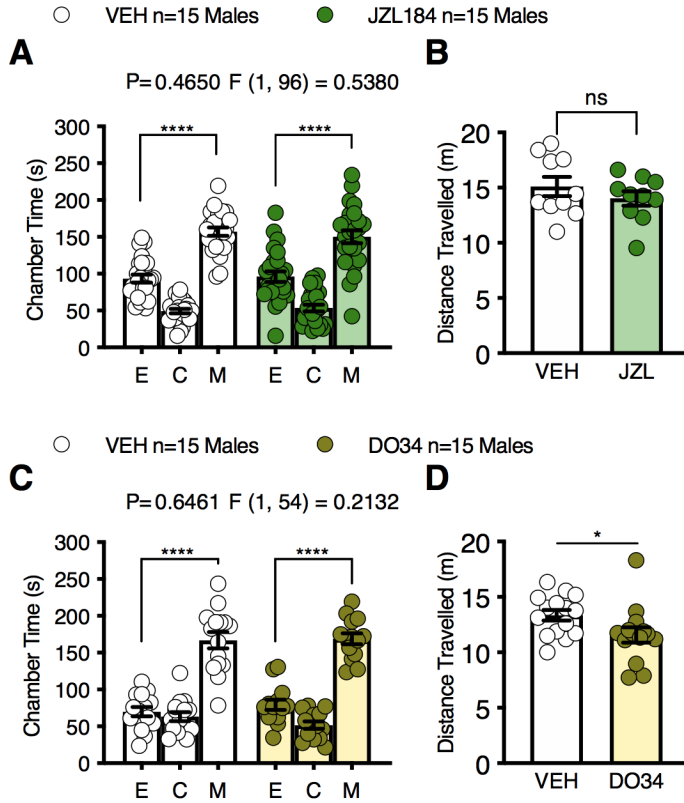 VEH n=15 Males JZL184 n=15 Males
A
P= 0.4650 F (1, 96) = 0.5380
Chamber Time (s)
300
250
200
150
100
50
0
****
****
E C M E C M
B
ns
Distance Travelled (m)
20
15
10
5
0
VEH JZL
VEH n=15 Males DO34 n=15 Males
C
P= 0.6461 F (1, 54) = 0.2132
Chamber Time (s)
300
250
200
150
100
50
0
****
****
E C M E C M
D
*
Distance Travelled (m)
20
15
10
5
0
VEH DO34